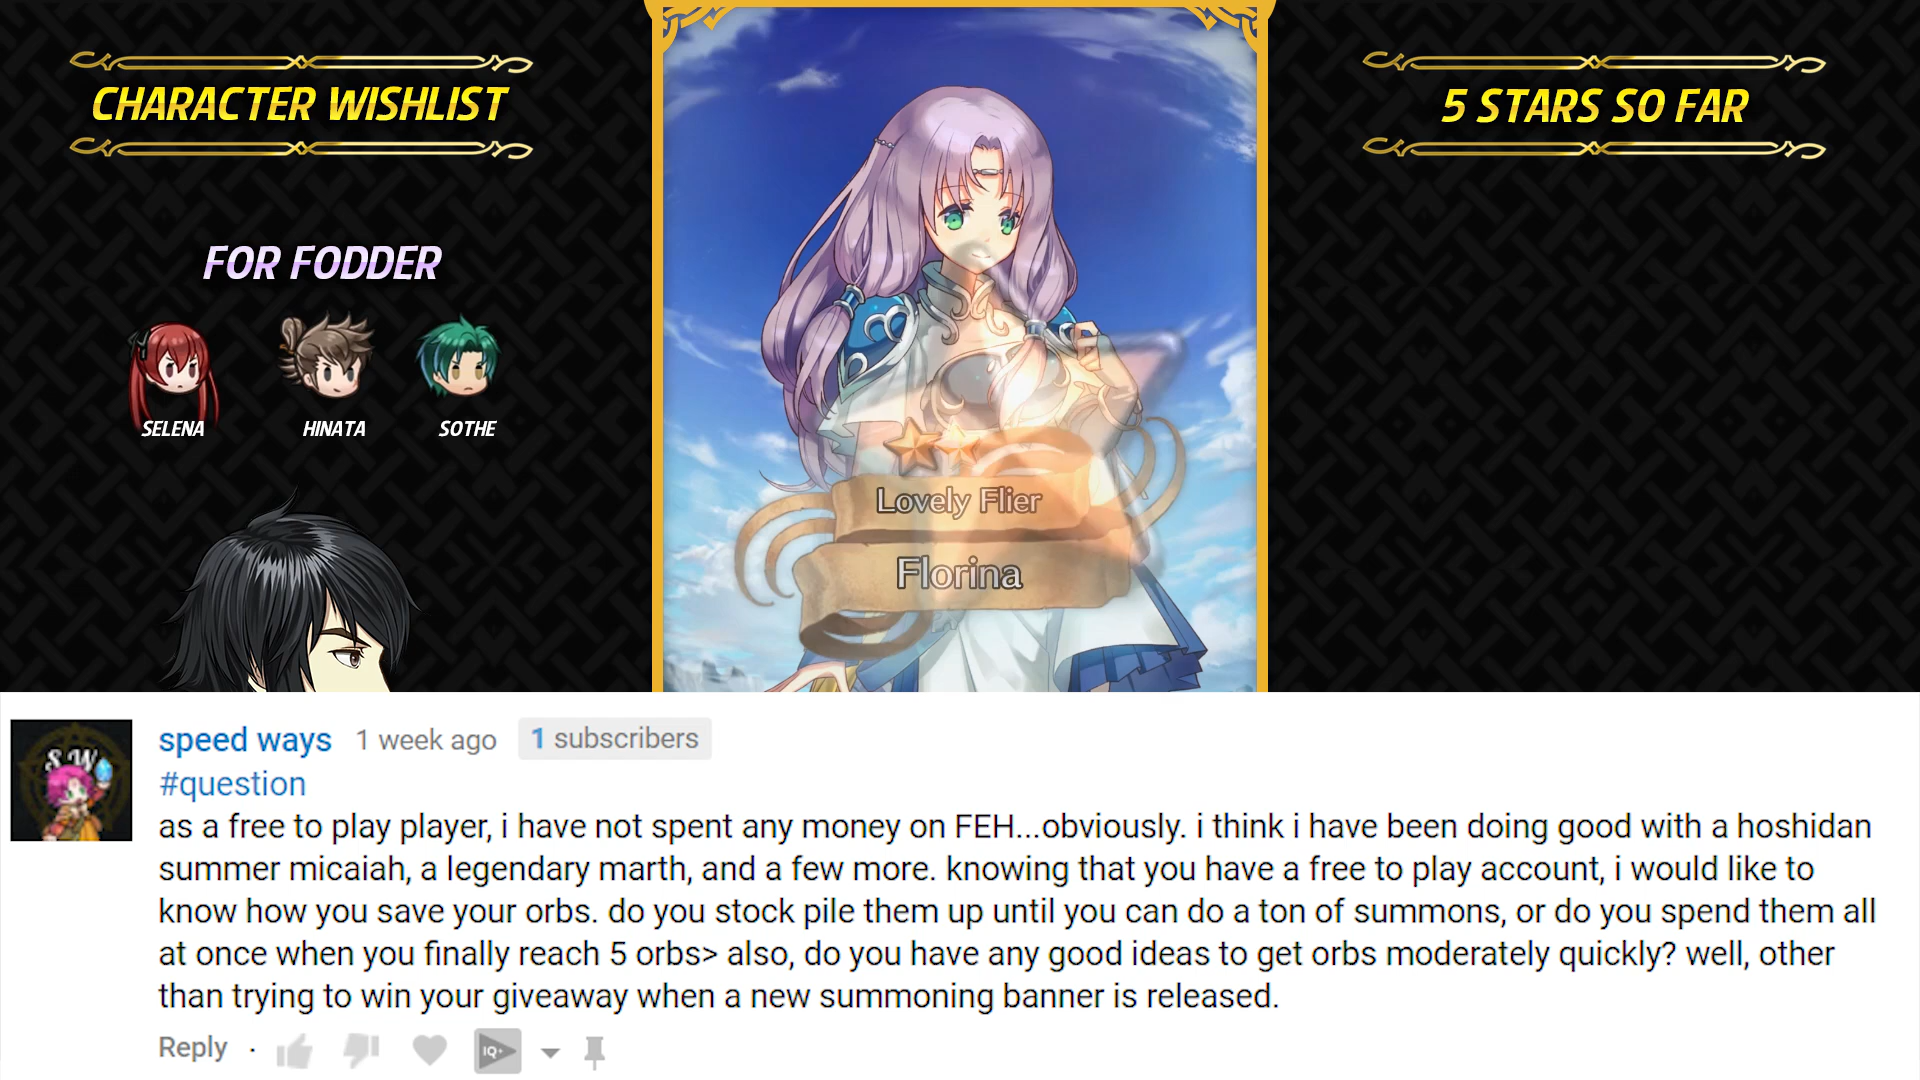 CHARACTER WISHLIST
5 STARS SO FAR
FOR FODDER
SELENA
HINATA
SOTHE
Lovely Flier
Florina
S W
speed ways 1 week ago 1 subscribers
#question
as a free to play player, i have not spent any money on FEH...obviously. i think i have been doing good with a hoshidan
summer micaiah, a legendary marth, and a few more. knowing that you have a free to play account, i would like to
know how you save your orbs. do you stock pile them up until you can do a ton of summons, or do you spend them all
at once when you finally reach 5 orbs> also, do you have any good ideas to get orbs moderately quickly? well, other
than trying to win your giveaway when a new summoning banner is released.
Reply · IQ+